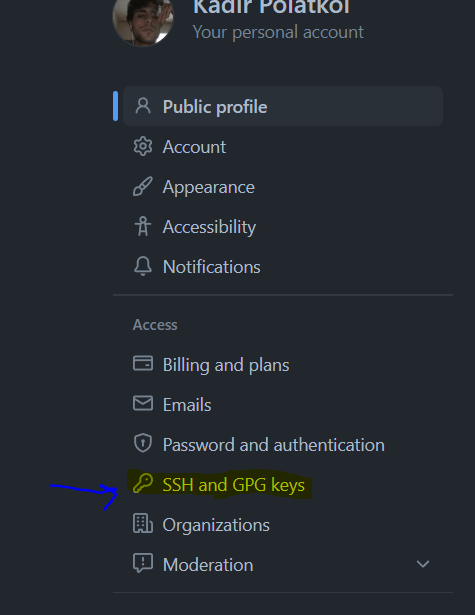 Kadir Polatkol
Your personal account
Public profile
Account
Appearance
Accessibility
Notifications
Access
Billing and plans
Emails
Password and authentication
SSH and GPG keys
Organizations
Moderation